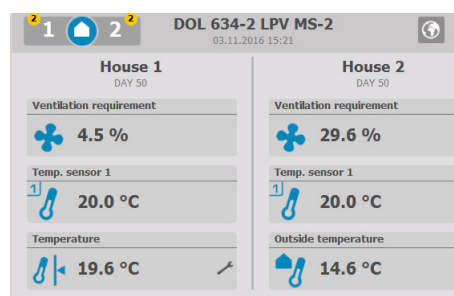 2 1 2 2 DOL 634-2 LPV MS-2
03.11.2016 15:21
House 1
DAY 50
Ventilation requirement
4.5 %
Temp. sensor 1
1 20.0 °C
Temperature
19.6 °C
House 2
DAY 50
Ventilation requirement
29.6 %
Temp. sensor 1
1 20.0 °C
Outside temperature
14.6 °C